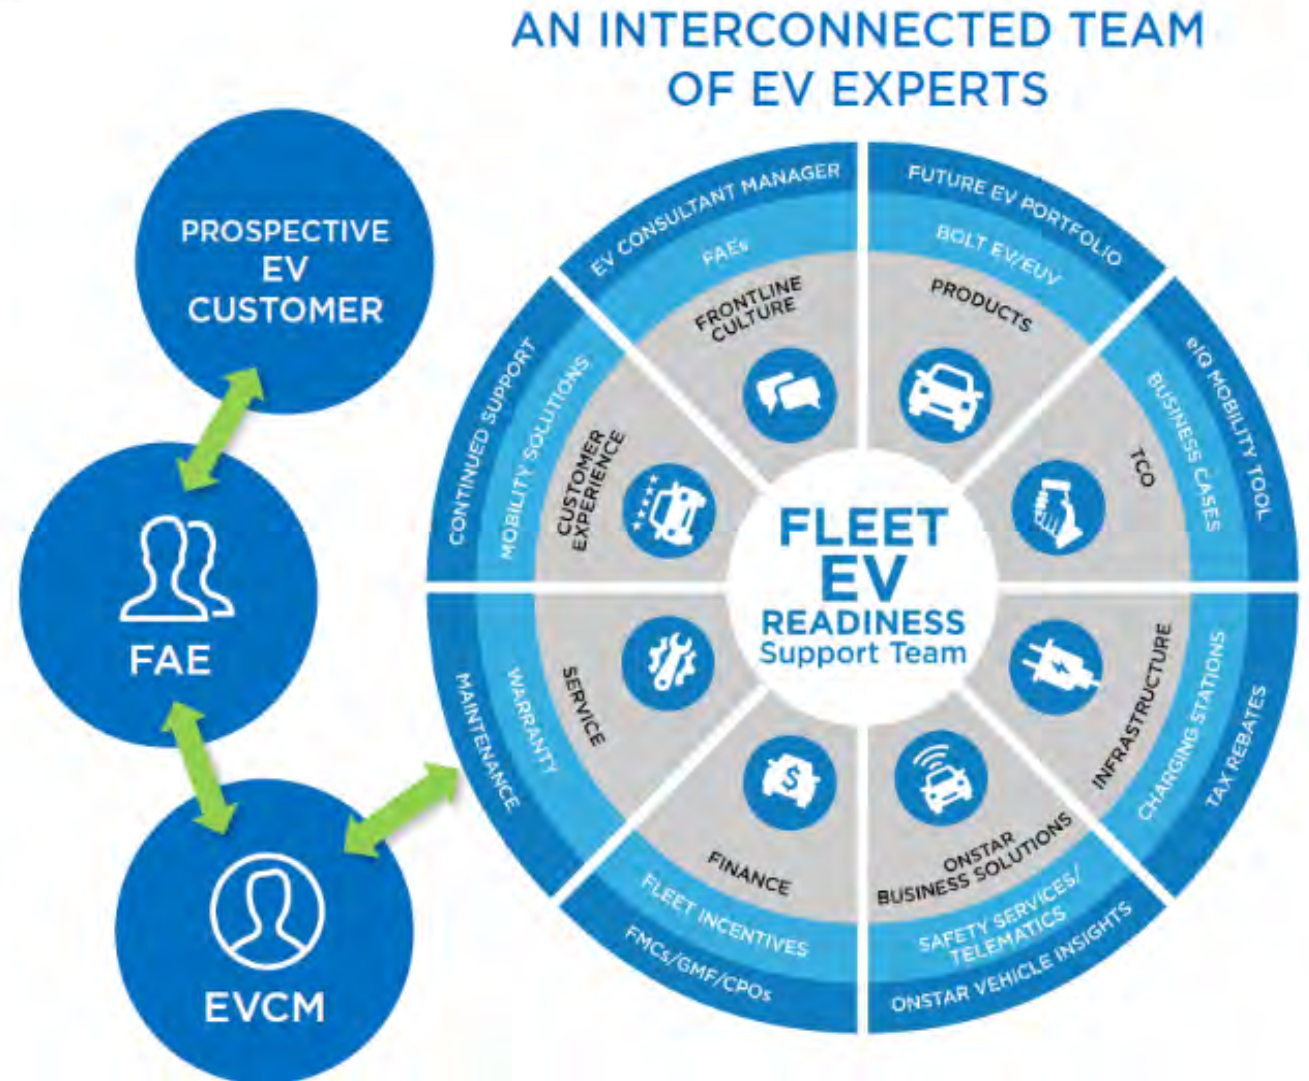 AN INTERCONNECTED TEAM
OF EV EXPERTS
PROSPECTIVE
EV
CUSTOMER
FAE
EVCM
FLEET
EV
READINESS
Support Team
EV CONSULTANT MANAGER
FAEs
FRONTLINE
CULTURE
FUTURE EV PORTFOLIO
BOLT EV/EUV
PRODUCTS
eIQ MOBILITY TOOL
BUSINESS CASES
TCO
TAX REBATES
CHARGING STATIONS
INFRASTRUCTURE
ONSTAR
BUSINESS SOLUTIONS
SAFETY SERVICES/
TELEMATICS
ONSTAR VEHICLE INSIGHTS
FINANCE
$
FLEET INCENTIVES
FMCs/GMF/CPOs
SERVICE
WARRANTY
MAINTENANCE
CUSTOMER
EXPERIENCE
MOBILITY SOLUTIONS
CONTINUED SUPPORT